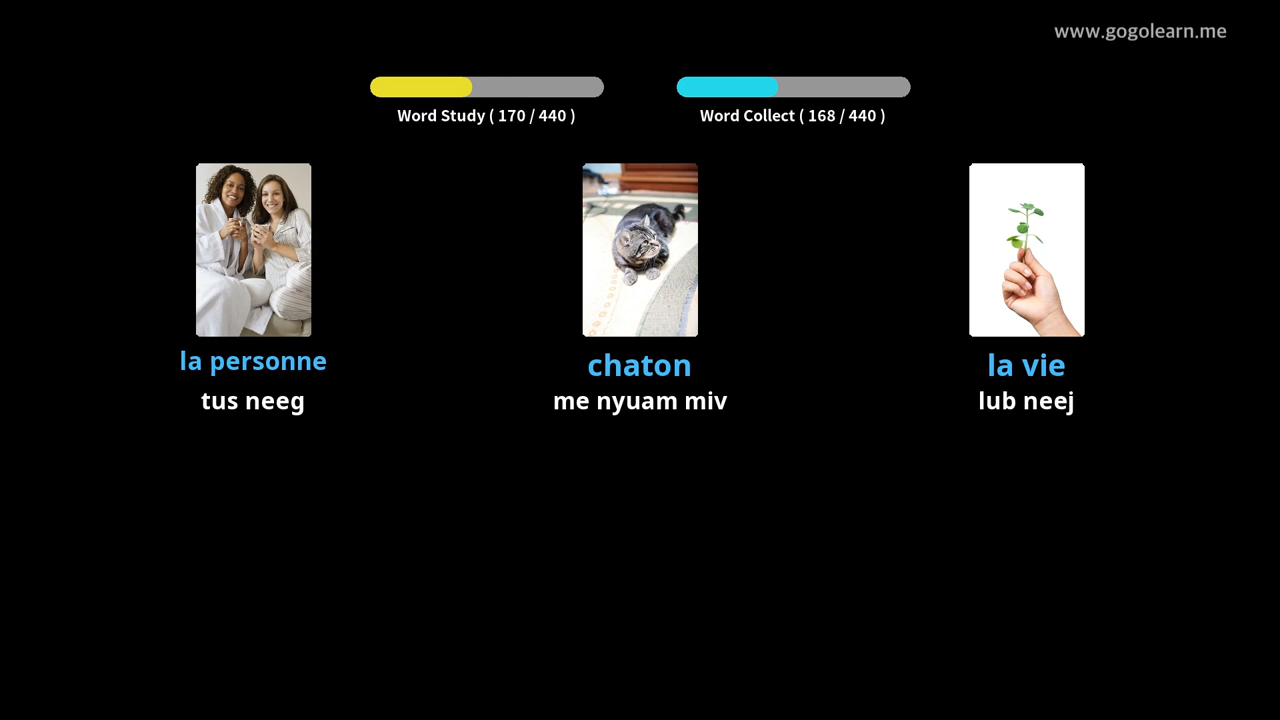 www.gogolearn.me
Word Study ( 170 / 440 )
Word Collect ( 168 / 440 )
la personne
tus neeg
chaton
me nyuam miv
la vie
lub neej